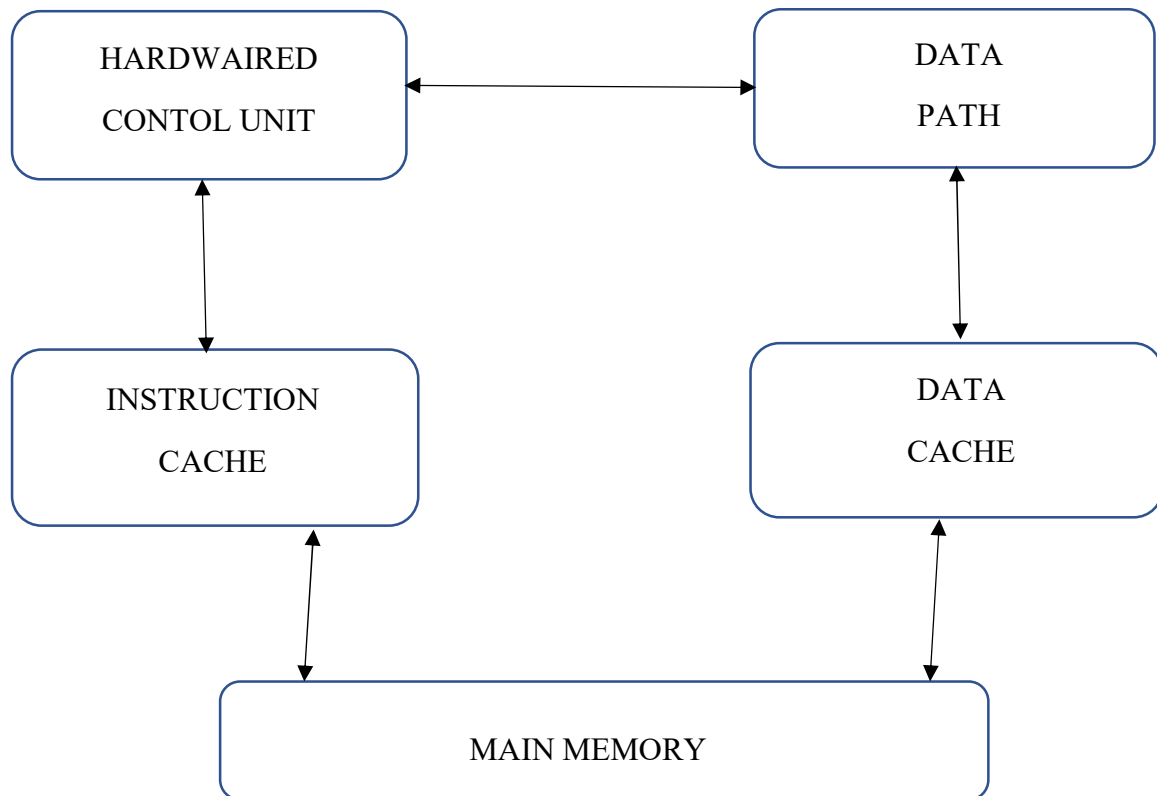 HARDWAIRED
CONTOL UNIT
DATA
PATH
INSTRUCTION
CACHE
DATA
CACHE
MAIN MEMORY